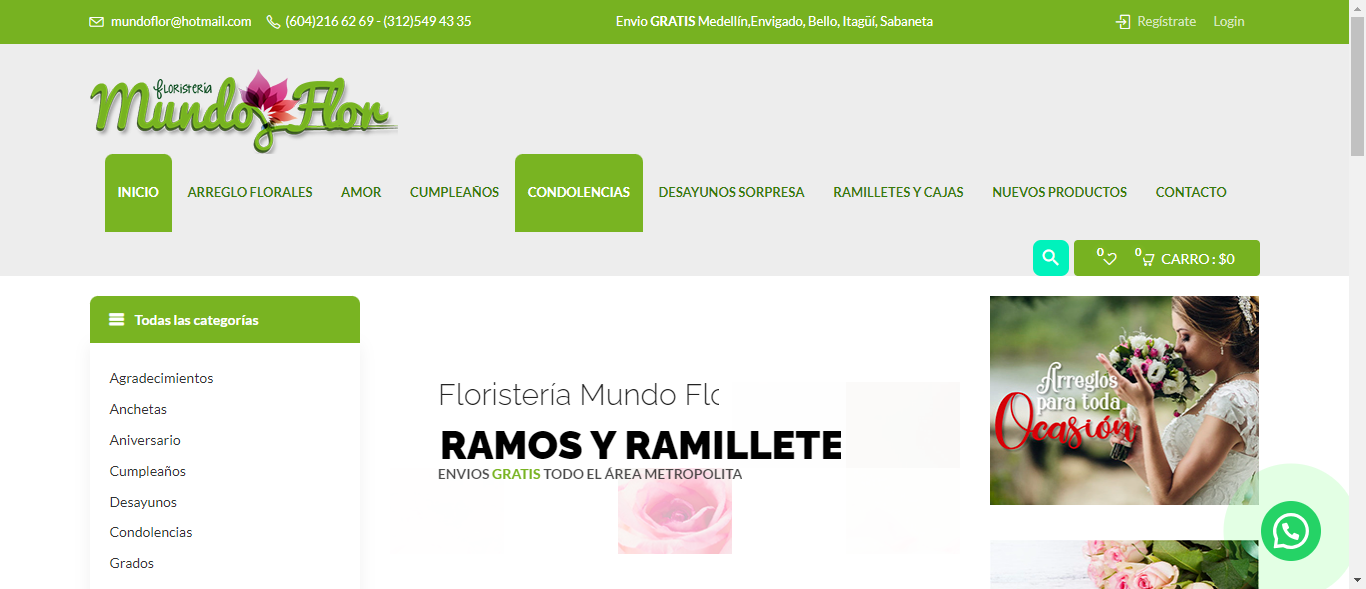 mundoflor@hotmail.com (604)216 62 69 - (312)549 43 35 Envio GRATIS Medellín,Envigado, Bello, Itagüí, Sabaneta Regístrate Login
FLORISTERÍA
Mundo Flor
INICIO ARREGLO FLORALES AMOR CUMPLEAÑOS CONDOLENCIAS DESAYUNOS SORPRESA RAMILLETES Y CAJAS NUEVOS PRODUCTOS CONTACTO
0 0 CARRO : $0
Todas las categorías
Agradecimientos
Anchetas
Aniversario
Cumpleaños
Desayunos
Condolencias
Grados
Floristería Mundo Flo
RAMOS Y RAMILLETE
ENVIOS GRATIS TODO EL ÁREA METROPOLITA
Arreglos
para toda
Ocasión